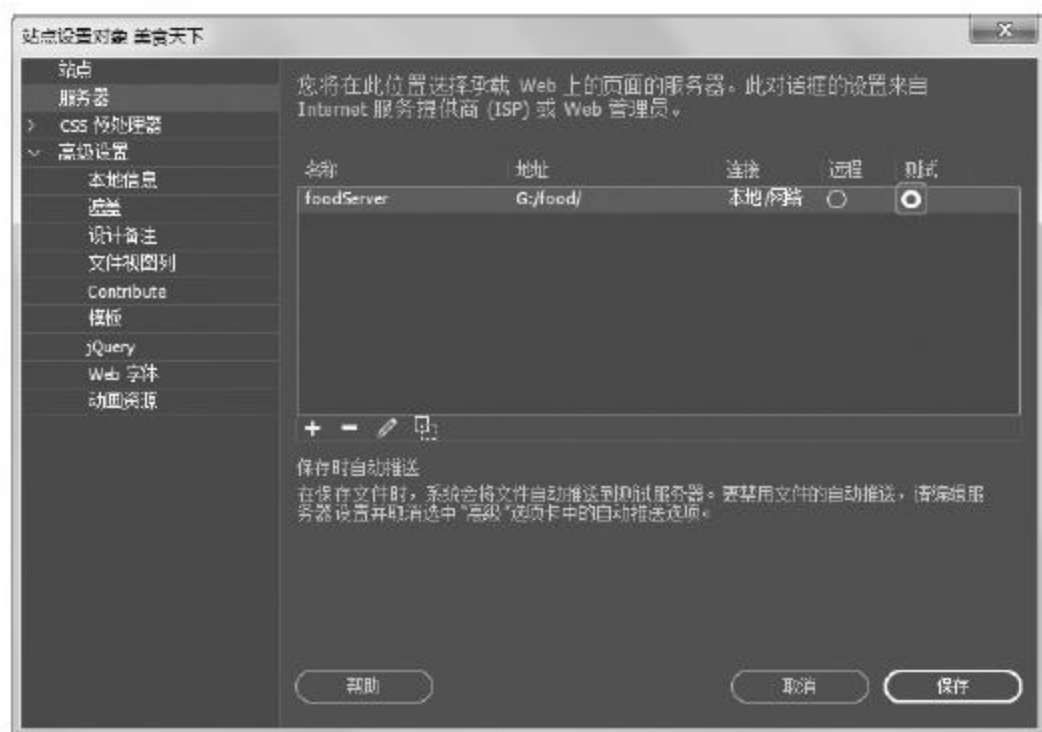 站点设置对象 美食天下
站点
服务器
CSS 预处理器
高级设置
本地信息
遮盖
设计备注
文件视图列
Contribute
模板
jQuery
Web 字体
动画资源
您将在此位置选择承载 Web 上的页面的服务器。此对话框的设置来自
Internet 服务提供商 (ISP) 或 Web 管理员。
名称 地址 连接 远程 测试
foodServer G:/food/ 本地/网络
保存时自动推送
在保存文件时，系统会将文件自动推送到测试服务器。要禁用文件的自动推送，请编辑服
务器设置并取消选中“高级”选项卡中的自动推送选项。
帮助 取消 保存